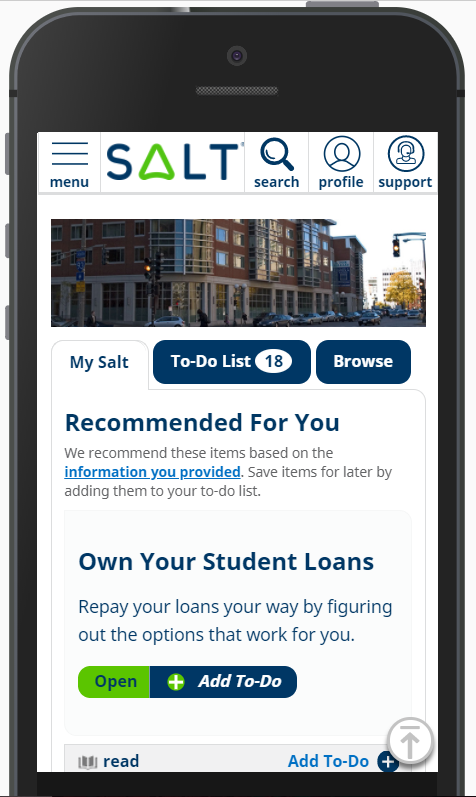 menu
SALT
search
profile
support
My Salt
To-Do List 18
Browse
Recommended For You
We recommend these items based on the
information you provided. Save items for later by
adding them to your to-do list.
Own Your Student Loans
Repay your loans your way by figuring
out the options that work for you.
Open
Add To-Do
read
Add To-Do